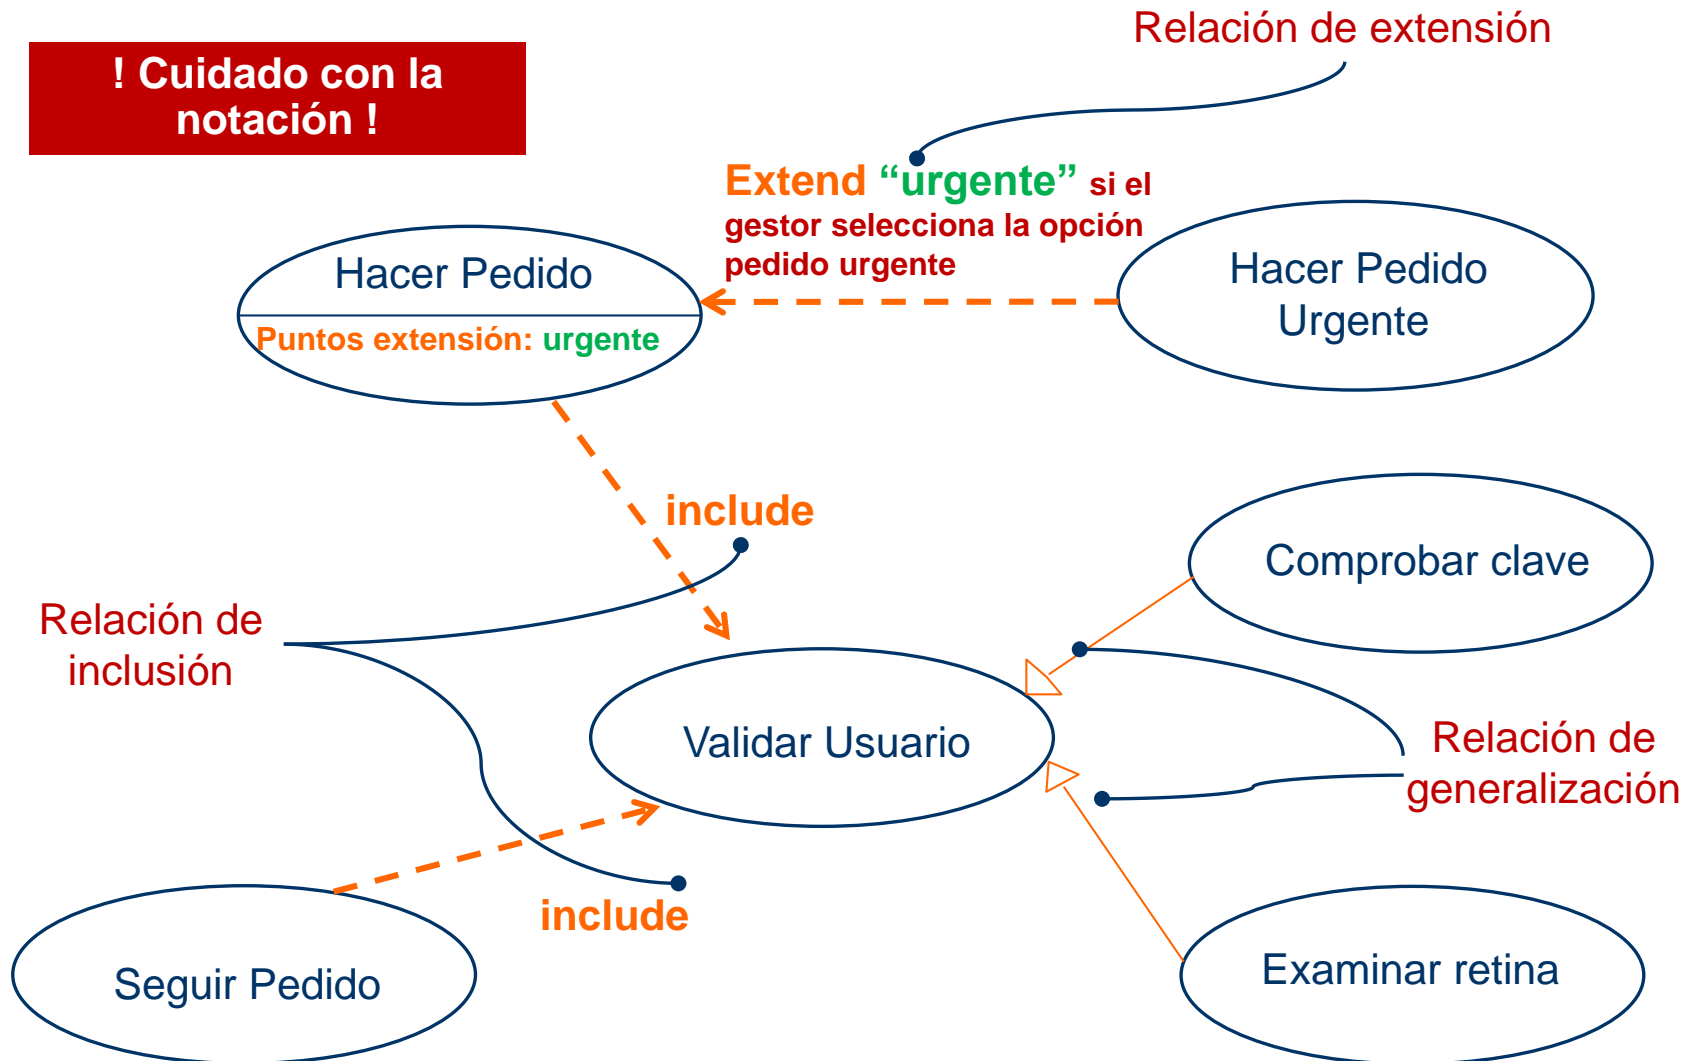 Relación de extensión
! Cuidado con la
notación !
Extend “urgente” si el
gestor selecciona la opción
pedido urgente
Hacer Pedido
Puntos extensión: urgente
Hacer Pedido
Urgente
include
Comprobar clave
Relación de
inclusión
Validar Usuario
Relación de
generalización
include
Seguir Pedido
Examinar retina